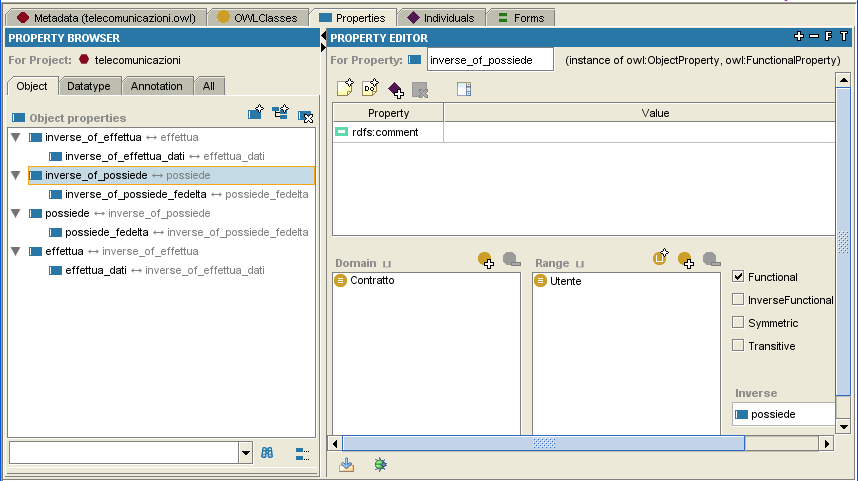 Metadata (telecomunicazioni.owl) OWLClasses Properties Individuals Forms
PROPERTY BROWSER
For Project: telecomunicazioni
Object Datatype Annotation All
Object properties
inverse_of_effettua ↔ effettua
inverse_of_effettua_dati ↔ effettua_dati
inverse_of_possiede ↔ possiede
inverse_of_possiede_fedelta ↔ possiede_fedelta
possiede ↔ inverse_of_possiede
possiede_fedelta ↔ inverse_of_possiede_fedelta
effettua ↔ inverse_of_effettua
effettua_dati ↔ inverse_of_effettua_dati
PROPERTY EDITOR
F T
For Property: inverse_of_possiede (instance of owl:ObjectProperty, owl:FunctionalProperty)
Property Value
rdfs:comment
Domain ⊔
Contratto
Range ⊔
Utente
Functional
InverseFunctional
Symmetric
Transitive
Inverse
possiede